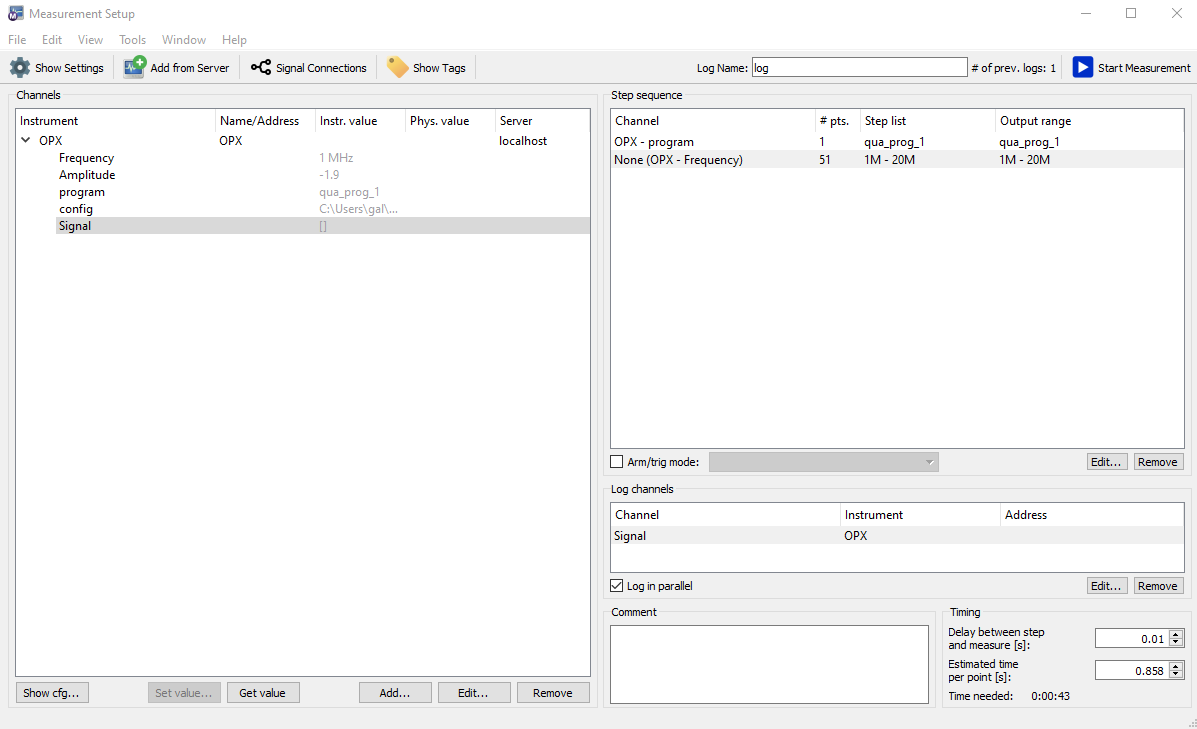 Measurement Setup
File Edit View Tools Window Help
Show Settings Add from Server Signal Connections Show Tags Log Name: log # of prev. logs: 1 Start Measurement
Channels
Instrument Name/Address Instr. value Phys. value Server
OPX OPX localhost
Frequency 1 MHz
Amplitude -1.9
program qua_prog_1
config C:\Users\gal\...
Signal []
Show cfg... Set value... Get value Add... Edit... Remove
Step sequence
Channel # pts. Step list Output range
OPX - program 1 qua_prog_1 qua_prog_1
None (OPX - Frequency) 51 1M - 20M 1M - 20M
Arm/trig mode: Edit... Remove
Log channels
Channel Instrument Address
Signal OPX
Log in parallel Edit... Remove
Comment
Timing
Delay between step
and measure [s]: 0.01
Estimated time
per point [s]: 0.858
Time needed: 0:00:43